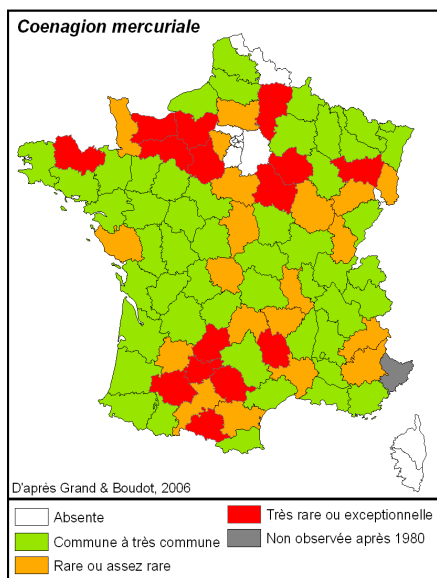 Coenagion mercuriale
D'après Grand & Boudot, 2006
Absente
Commune à très commune
Rare ou assez rare
Très rare ou exceptionnelle
Non observée après 1980